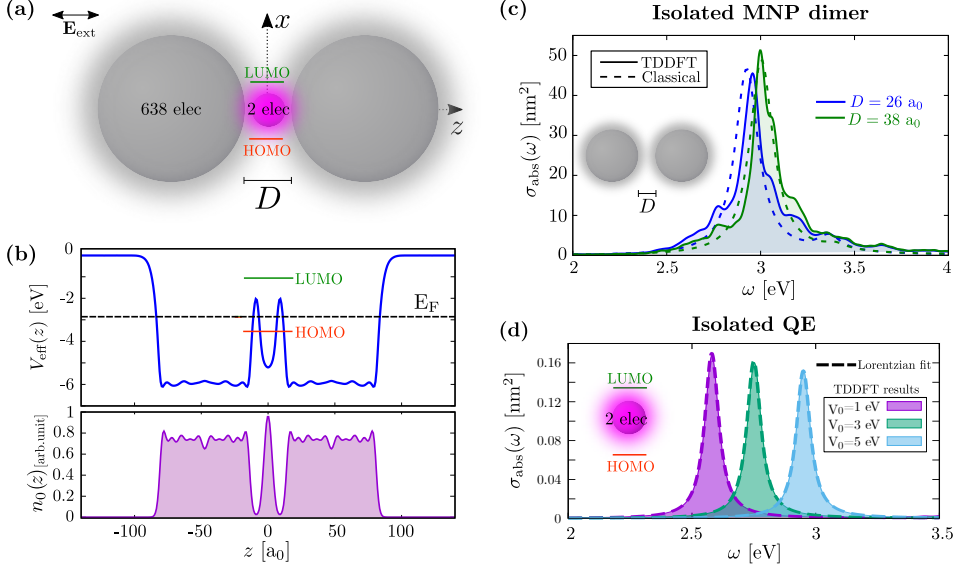 (a)
E_ext
x
LUMO
638 elec
2 elec
z
HOMO
D
(b)
0
-2
-4
-6
V_eff(z) [eV]
LUMO
E_F
HOMO
1
0.8
0.6
0.4
0.2
0
n_0(z) [arb.unit]
-100
-50
0
50
100
z [a_0]
(c)
Isolated MNP dimer
50
40
30
20
10
0
σ_abs(ω) [nm²]
TDDFT
Classical
D = 26 a_0
D = 38 a_0
D
2
2.5
3
3.5
4
ω [eV]
(d)
Isolated QE
0.16
0.12
0.08
0.04
0
σ_abs(ω) [nm²]
LUMO
2 elec
HOMO
Lorentzian fit
TDDFT results
V_0=1 eV
V_0=3 eV
V_0=5 eV
2
2.5
3
3.5
ω [eV]